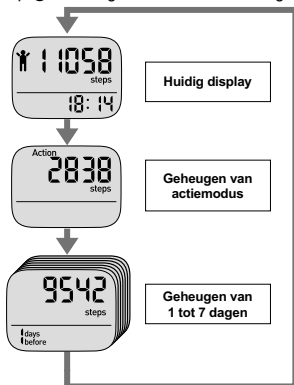 11058
steps
18:14
Huidig display
Action
2838
steps
Geheugen van
actiemodus
9542
steps
1 days
before
Geheugen van
1 tot 7 dagen